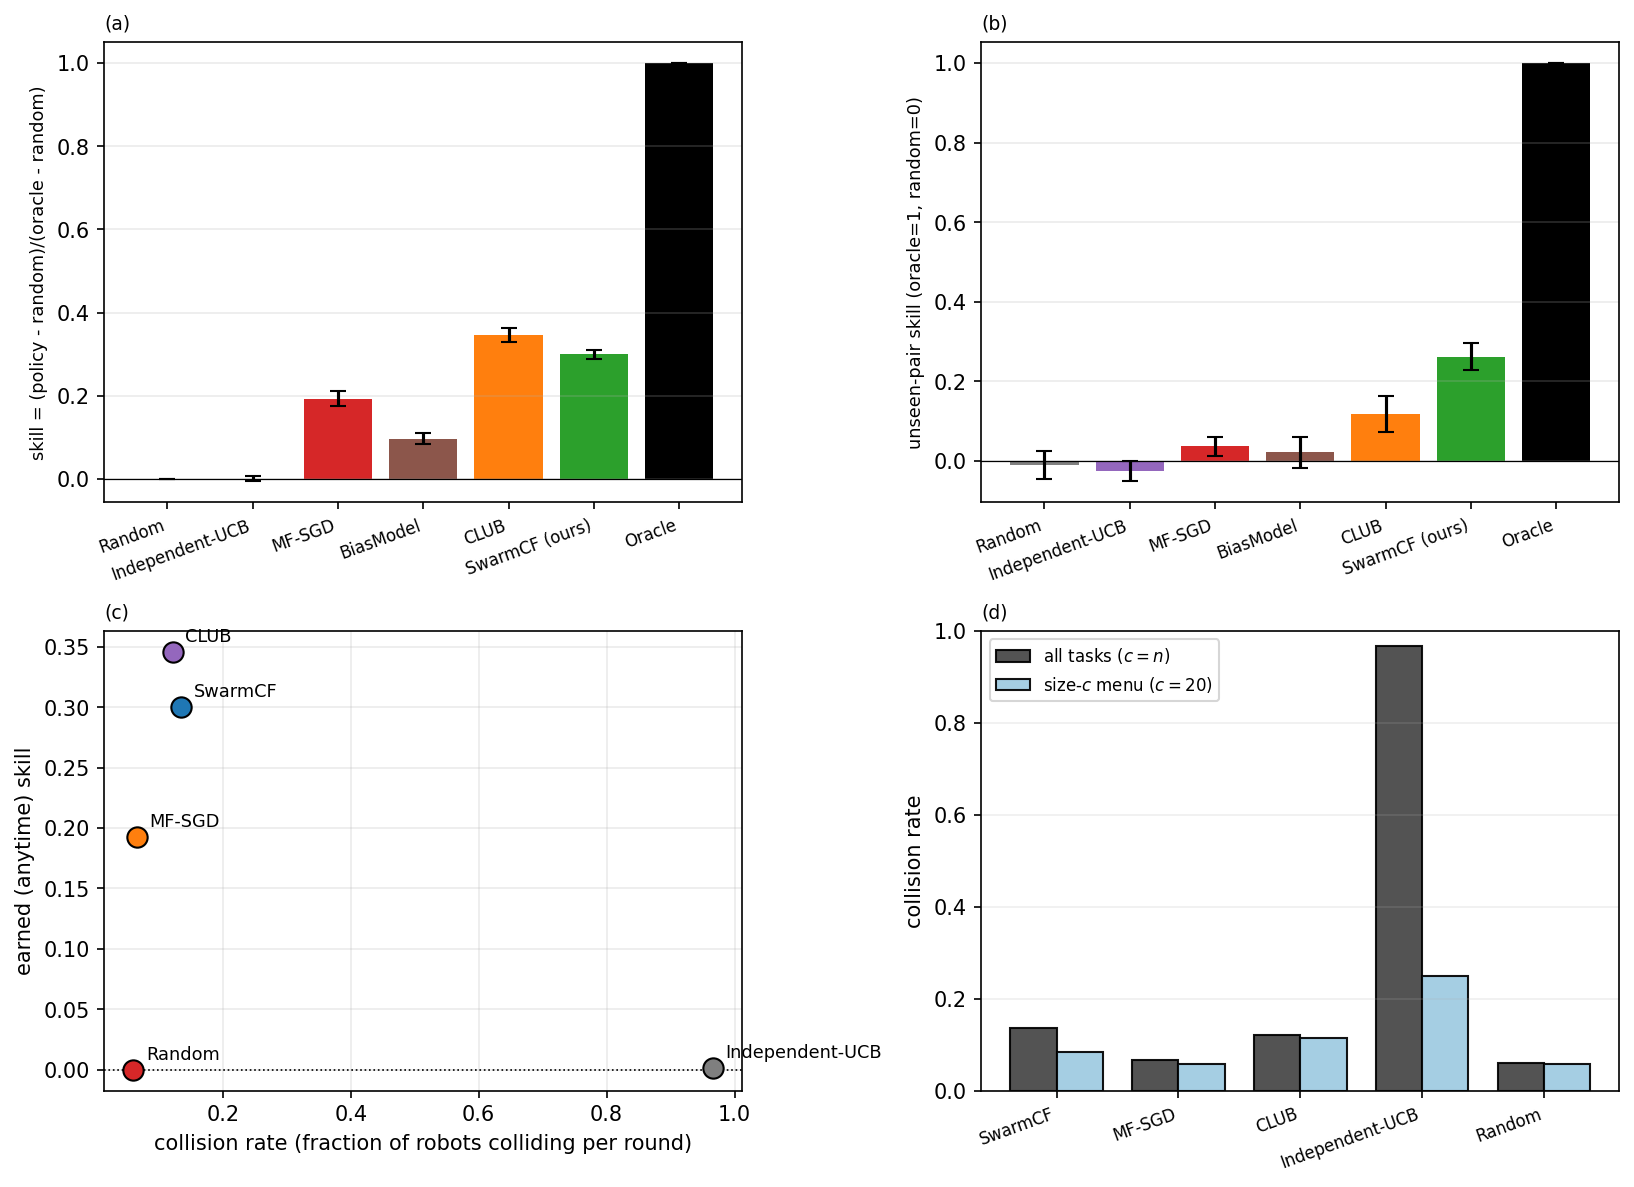 (a)
skill = (policy - random)/(oracle - random)
1.0
0.8
0.6
0.4
0.2
0.0
Random
Independent-UCB
MF-SGD
BiasModel
CLUB
SwarmCF (ours)
Oracle
(b)
unseen-pair skill (oracle=1, random=0)
1.0
0.8
0.6
0.4
0.2
0.0
Random
Independent-UCB
MF-SGD
BiasModel
CLUB
SwarmCF (ours)
Oracle
(c)
earned (anytime) skill
0.35
0.30
0.25
0.20
0.15
0.10
0.05
0.00
CLUB
SwarmCF
MF-SGD
Random
Independent-UCB
0.2
0.4
0.6
0.8
1.0
collision rate (fraction of robots colliding per round)
(d)
collision rate
1.0
0.8
0.6
0.4
0.2
0.0
all tasks (c = n)
size-c menu (c = 20)
SwarmCF
MF-SGD
CLUB
Independent-UCB
Random